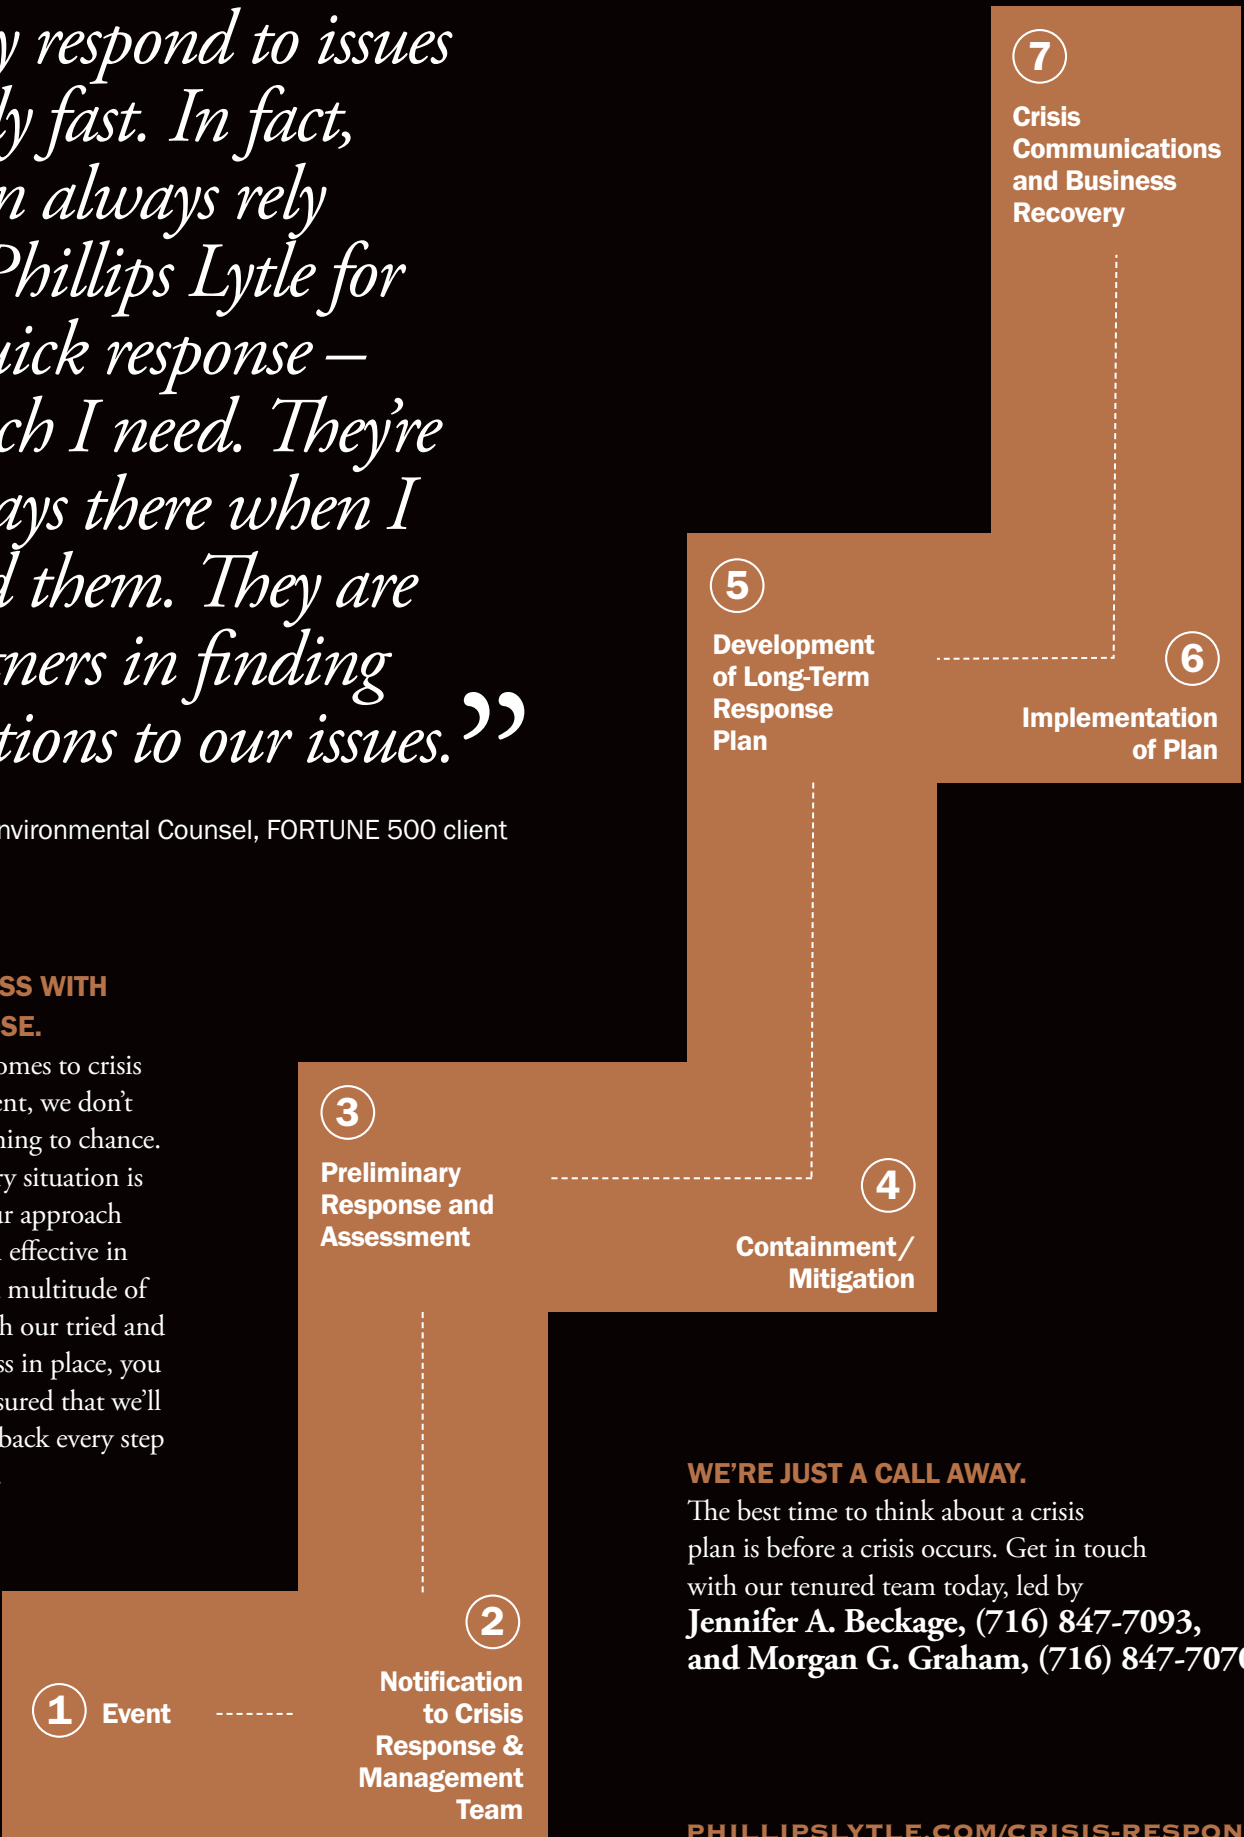 y respond to issues
ly fast. In fact,
n always rely
Phillips Lytle for
uick response –
ch I need. They’re
ays there when I
d them. They are
ners in finding
tions to our issues.”
nvironmental Counsel, FORTUNE 500 client
SS WITH
SE.
omes to crisis
ent, we don’t
ning to chance.
ry situation is
ur approach
effective in
multitude of
h our tried and
ss in place, you
sured that we’ll
back every step
7
Crisis
Communications
and Business
Recovery
5
Development
of Long-Term
Response
Plan
6
Implementation
of Plan
3
Preliminary
Response and
Assessment
4
Containment/
Mitigation
2
Notification
to Crisis
Response &
Management
Team
1 Event
WE’RE JUST A CALL AWAY.
The best time to think about a crisis
plan is before a crisis occurs. Get in touch
with our tenured team today, led by
Jennifer A. Beckage, (716) 847-7093,
and Morgan G. Graham, (716) 847-7070
PHILLIPSLYTLE.COM/CRISIS-RESPON